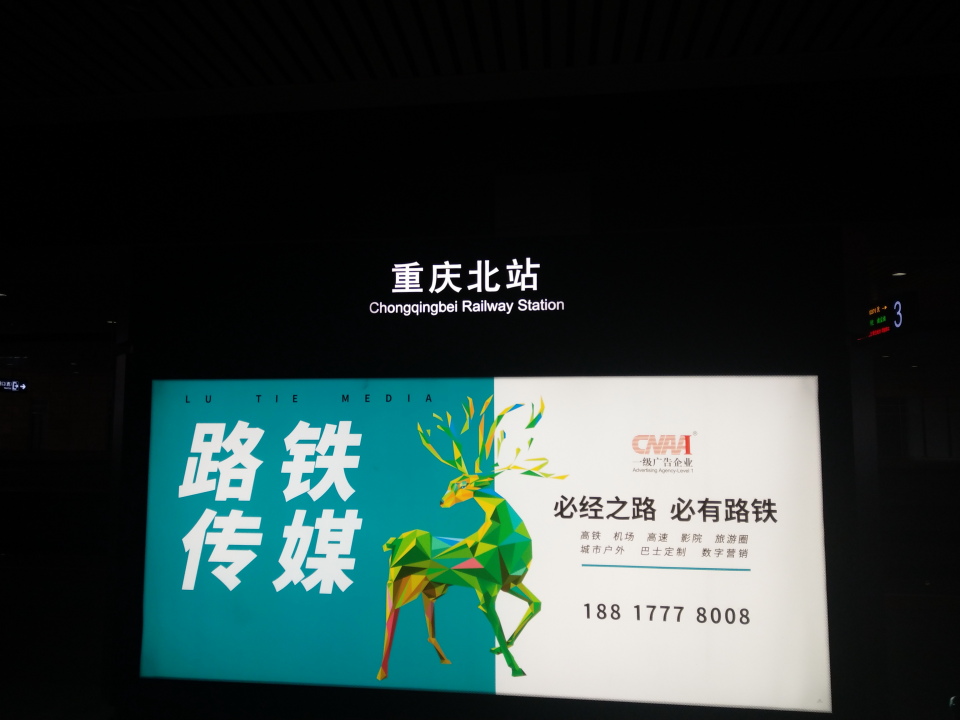 重庆北站
Chongqingbei Railway Station
3
LU TIE MEDIA
路铁
传媒
CNAAI
一级广告企业
Advertising Agency-Level 1
必经之路 必有路铁
高铁 机场 高速 影院 旅游圈
城市户外 巴士定制 数字营销
188 1777 8008